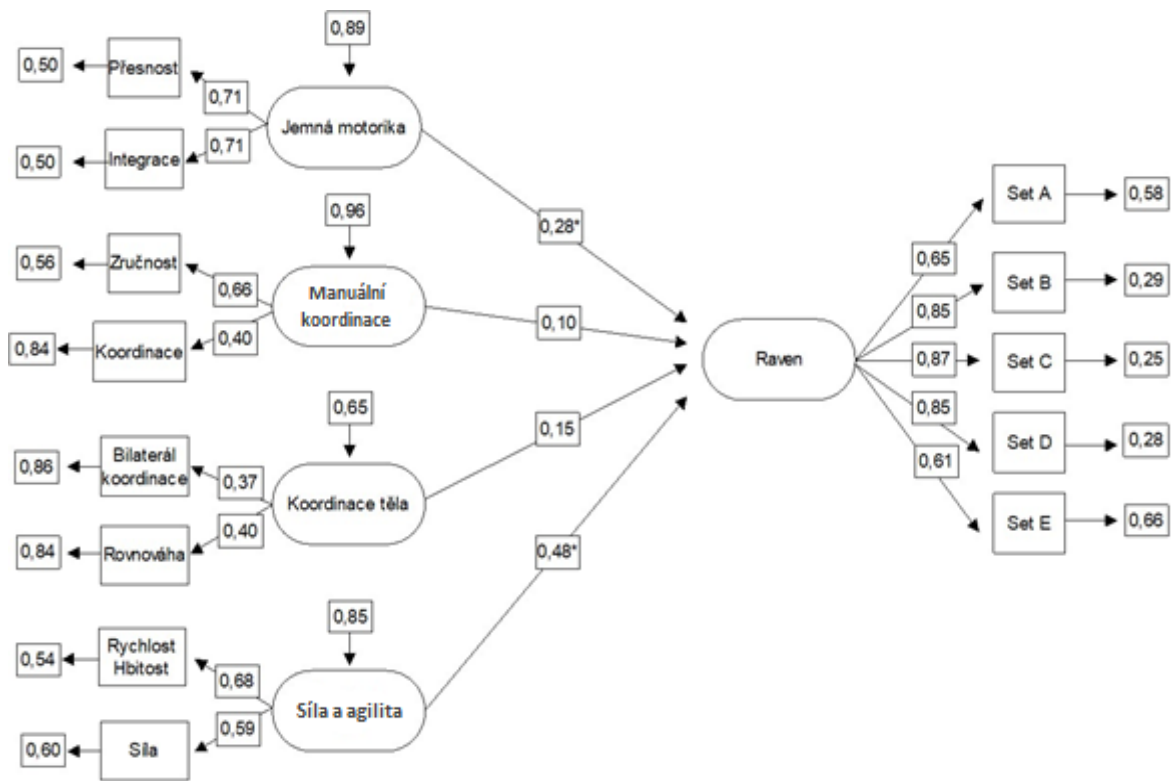 0,89
0,50
Přesnost
0,71
Jemná motorika
0,50
Integrace
0,71
0,96
0,28*
0,56
Zručnost
0,66
Manuální
koordinace
0,84
Koordinace
0,40
0,10
0,65
0,86
Bilaterál
koordinace
0,37
Koordinace těla
0,15
0,84
Rovnováha
0,40
0,48*
0,85
0,54
Rychlost
Hbitost
0,68
Síla a agilita
0,60
Síla
0,59
Raven
0,65
Set A
0,58
0,85
Set B
0,29
0,87
Set C
0,25
0,85
Set D
0,28
0,61
Set E
0,66